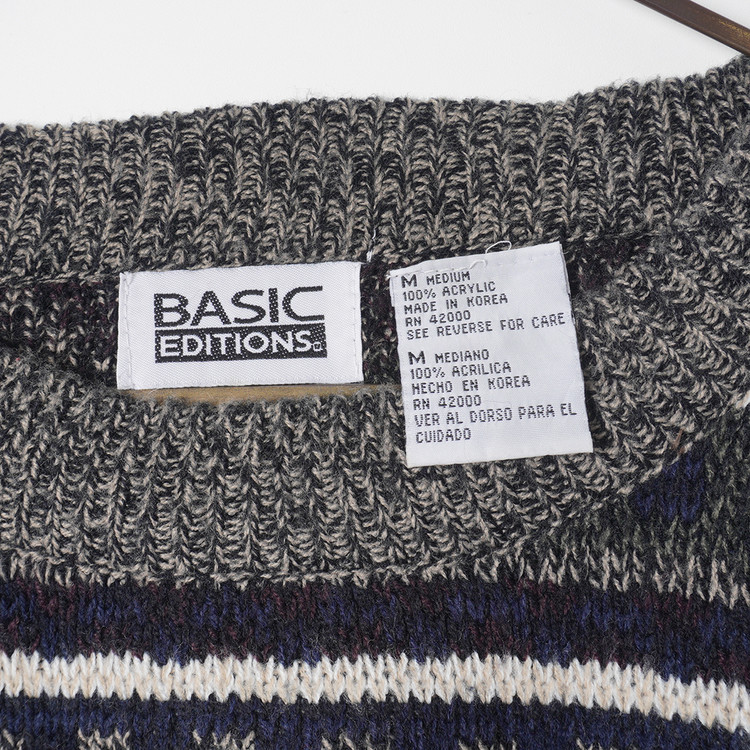 BASIC
EDITIONS
M MEDIUM
100% ACRYLIC
MADE IN KOREA
RN 42000
SEE REVERSE FOR CARE
M MEDIANO
100% ACRILICA
HECHO EN KOREA
RN 42000
VER AL DORSO PARA EL
CUIDADO